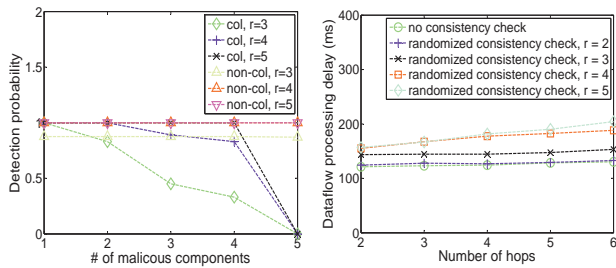 Detection probability
2
1.5
1
0.5
0
1
2
3
4
5
# of malicous components
col, r=3
col, r=4
col, r=5
non-col, r=3
non-col, r=4
non-col, r=5
Dataflow processing delay (ms)
400
300
200
100
0
2
3
4
5
6
Number of hops
no consistency check
randomized consistency check, r = 2
randomized consistency check, r = 3
randomized consistency check, r = 4
randomized consistency check, r = 5